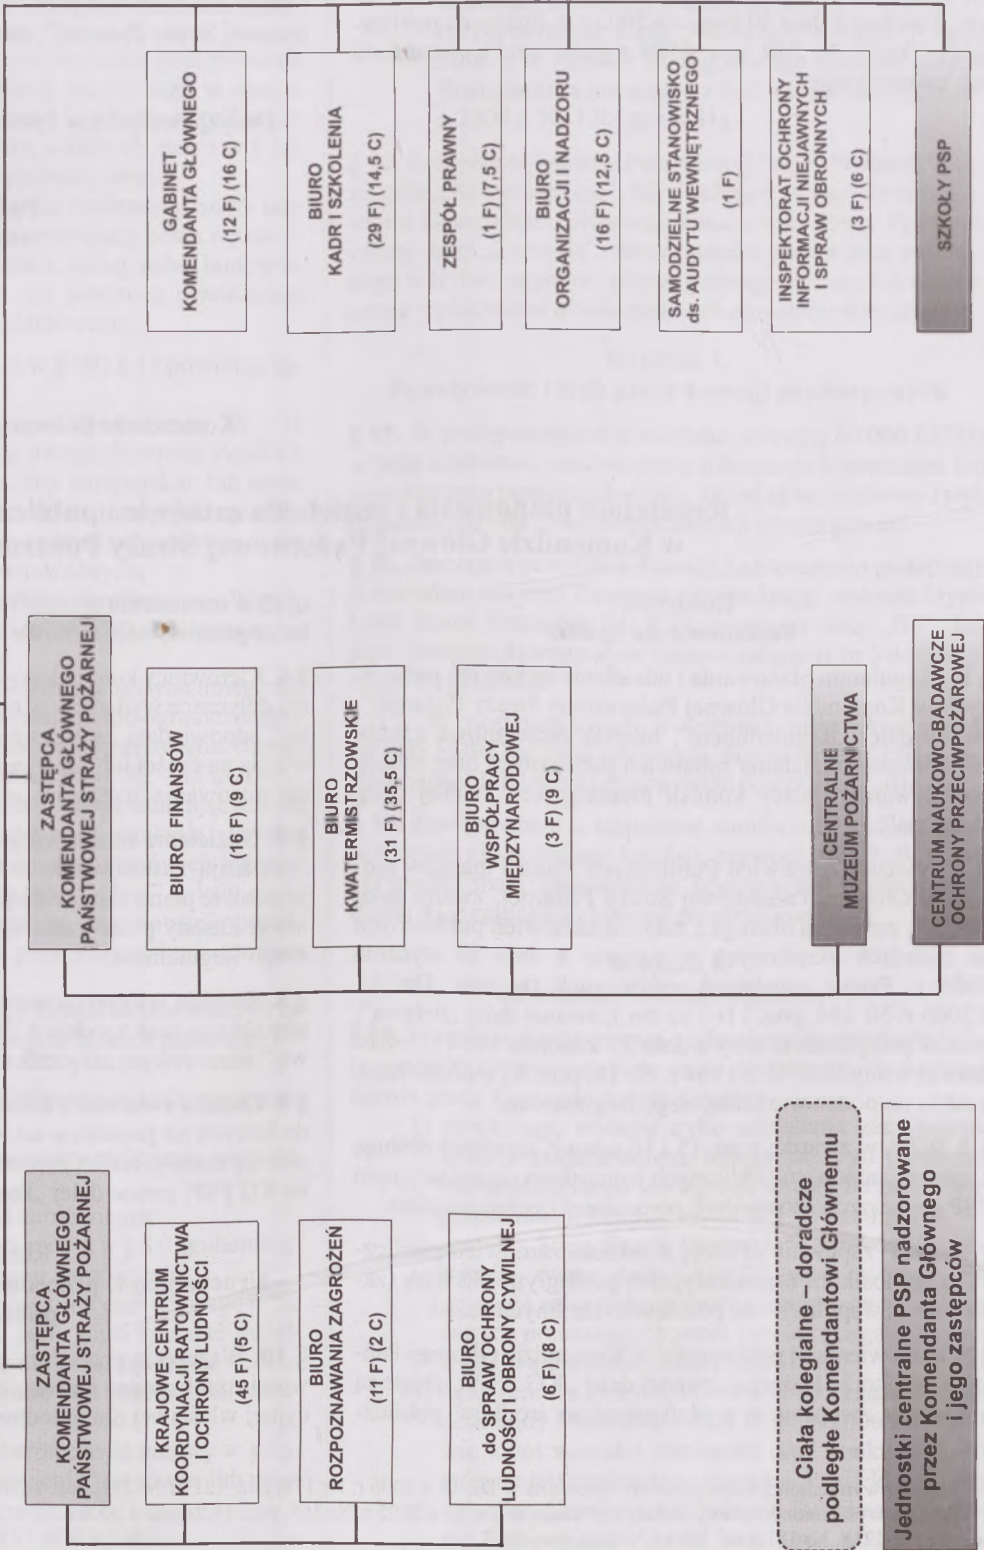 ZASTĘPCA
KOMENDANTA GŁÓWNEGO
PAŃSTWOWEJ STRAŻY POŻARNEJ
KRAJOWE CENTRUM
KOORDYNACJI RATOWNICTWA
I OCHRONY LUDNOŚCI
(45 F) (5 C)
BIURO
ROZPOZNAWANIA ZAGROŻEŃ
(11 F) (2 C)
BIURO
do SPRAW OCHRONY
LUDNOŚCI I OBRONY CYWILNEJ
(6 F) (8 C)
Ciała kolegialne – doradcze
podległe Komendantowi Głównemu
Jednostki centralne PSP nadzorowane
przez Komendanta Głównego
i jego zastępców
ZASTĘPCA
KOMENDANTA GŁÓWNEGO
PAŃSTWOWEJ STRAŻY POŻARNEJ
BIURO FINANSÓW
(16 F) (9 C)
BIURO
KWATERMISTRZOWSKIE
(31 F) (35,5 C)
BIURO
WSPÓŁPRACY
MIĘDZYNARODOWEJ
(3 F) (9 C)
CENTRALNE
MUZEUM POŻARNICTWA
CENTRUM NAUKOWO-BADAWCZE
OCHRONY PRZECIWPOŻAROWEJ
GABINET
KOMENDANTA GŁÓWNEGO
(12 F) (16 C)
BIURO
KADR I SZKOLENIA
(29 F) (14,5 C)
ZESPÓŁ PRAWNY
(1 F) (7,5 C)
BIURO
ORGANIZACJI I NADZORU
(16 F) (12,5 C)
SAMODZIELNE STANOWISKO
ds. AUDYTU WEWNĘTRZNEGO
(1 F)
INSPEKTORAT OCHRONY
INFORMACJI NIEJAWNYCH
I SPRAW OBRONNYCH
(3 F) (6 C)
SZKOŁY PSP